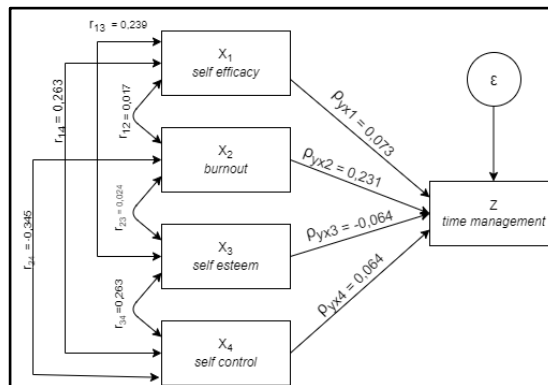 r13 = 0,239
r14 = 0,263
r24 = -0,345
X1
self efficacy
r12 = 0,017
X2
burnout
r23 = 0,024
X3
self esteem
r34 =0,263
X4
self control
ρyx1 = 0,073
ρyx2 = 0,231
ρyx3 = -0,064
ρyx4 = 0,064
ε
Z
time management